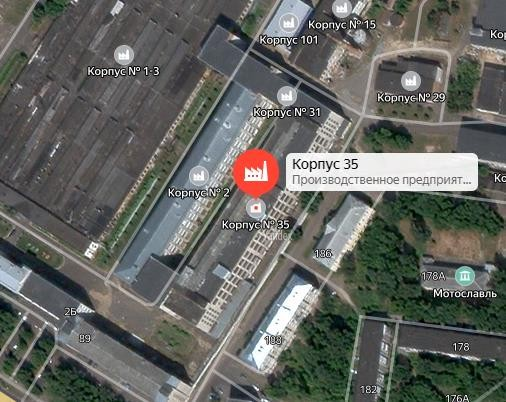 Корпус № 15
Корпус 101
Корпус № 1-3
Корпус № 29
Корпус № 31
Корпус 35
Производственное предприят...
Корпус № 2
Корпус № 35
186
178А
Мотославль
2Б
99
188
178
182
176А